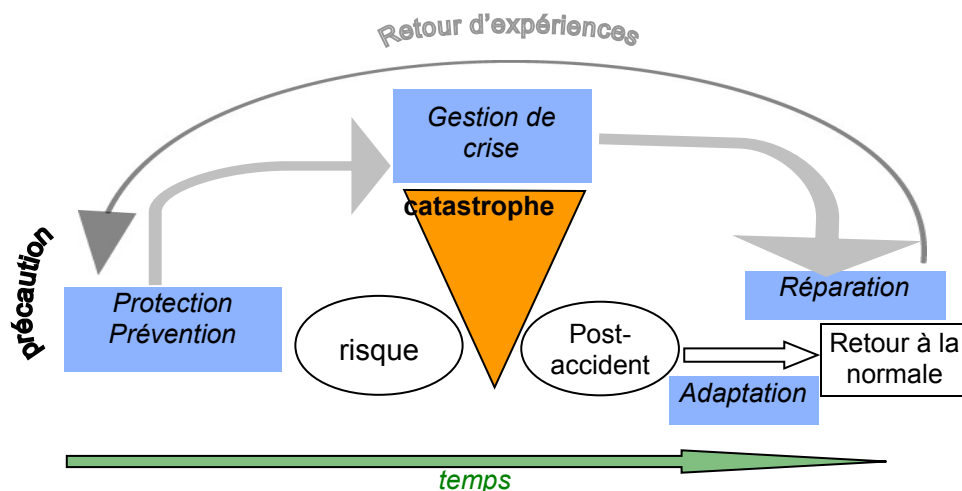 Retour d'expériences
Gestion de
crise
catastrophe
précaution
Protection
Prévention
risque
Post-
accident
Réparation
Retour à la
normale
Adaptation
temps